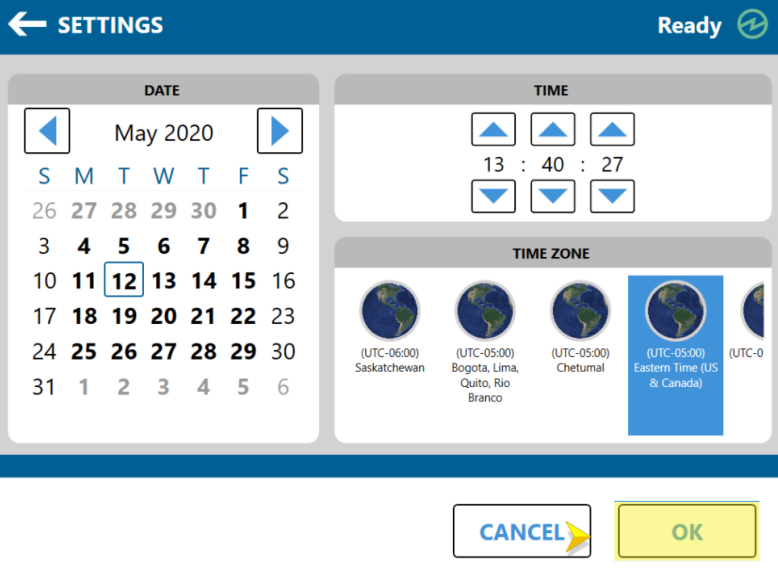 SETTINGS
Ready
DATE
May 2020
S M T W T F S
26 27 28 29 30 1 2
3 4 5 6 7 8 9
10 11 12 13 14 15 16
17 18 19 20 21 22 23
24 25 26 27 28 29 30
31 1 2 3 4 5 6
TIME
13 : 40 : 27
TIME ZONE
(UTC-06:00)
Saskatchewan
(UTC-05:00)
Bogota, Lima,
Quito, Rio
Branco
(UTC-05:00)
Chetumal
(UTC-05:00)
Eastern Time (US
& Canada)
(UTC-0
CANCEL
OK